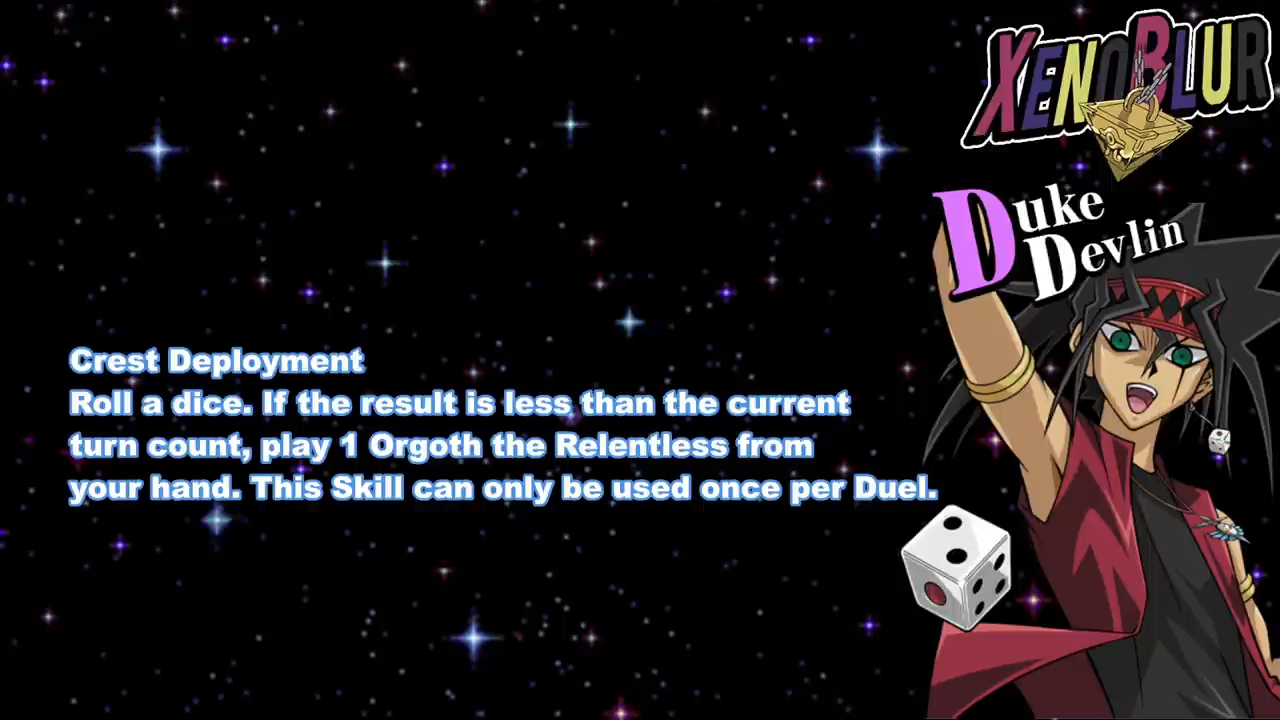 XENOBLUR
Duke
Devlin
Crest Deployment
Roll a dice. If the result is less than the current
turn count, play 1 Orgoth the Relentless from
your hand. This Skill can only be used once per Duel.